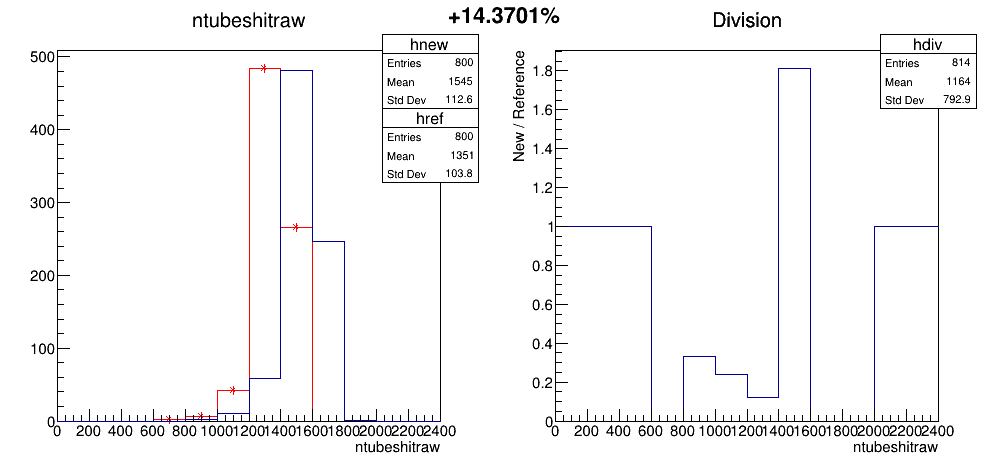 +14.3701%
ntubeshitraw
hnew
Entries 800
Mean 1545
Std Dev 112.6
href
Entries 800
Mean 1351
Std Dev 103.8
500
400
300
200
100
0
0 200 400 600 800 1000 1200 1400 1600 1800 2000 2200 2400
ntubeshitraw
Division
hdiv
Entries 814
Mean 1164
Std Dev 792.9
New / Reference
1.8
1.6
1.4
1.2
1
0.8
0.6
0.4
0.2
0
0 200 400 600 800 1000 1200 1400 1600 1800 2000 2200 2400
ntubeshitraw